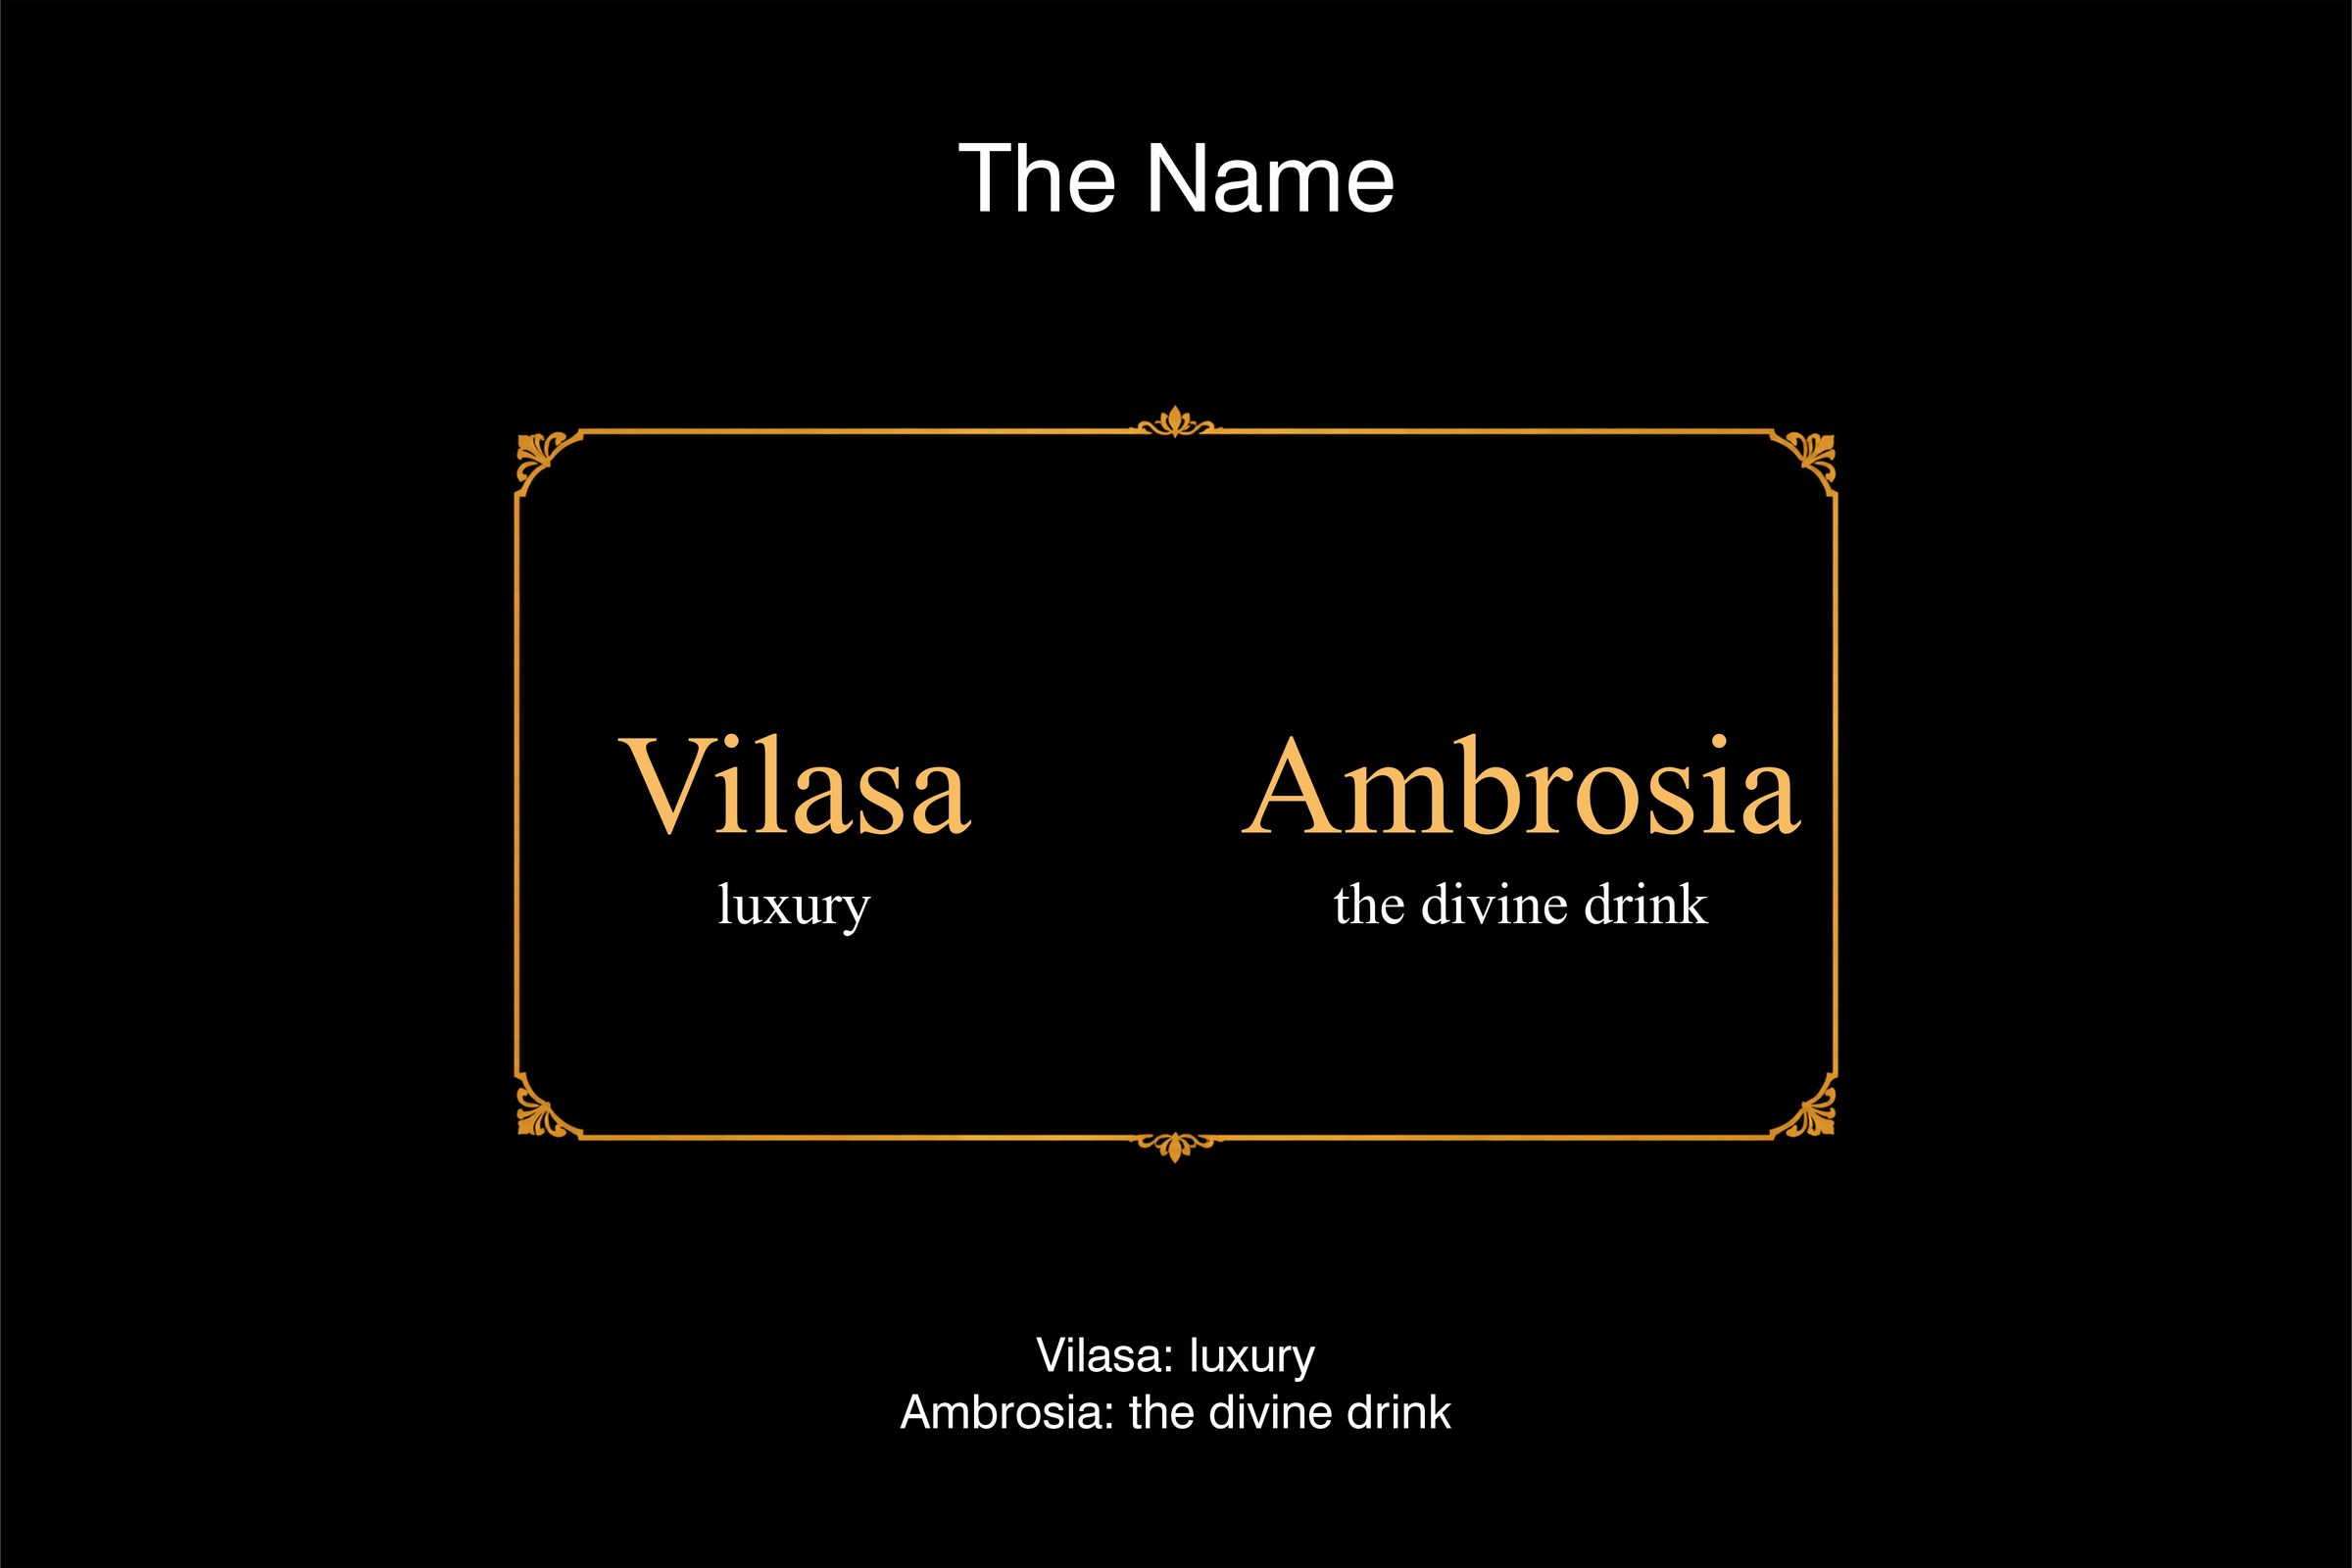 The Name
Vilasa Ambrosia
luxury the divine drink
Vilasa: luxury
Ambrosia: the divine drink